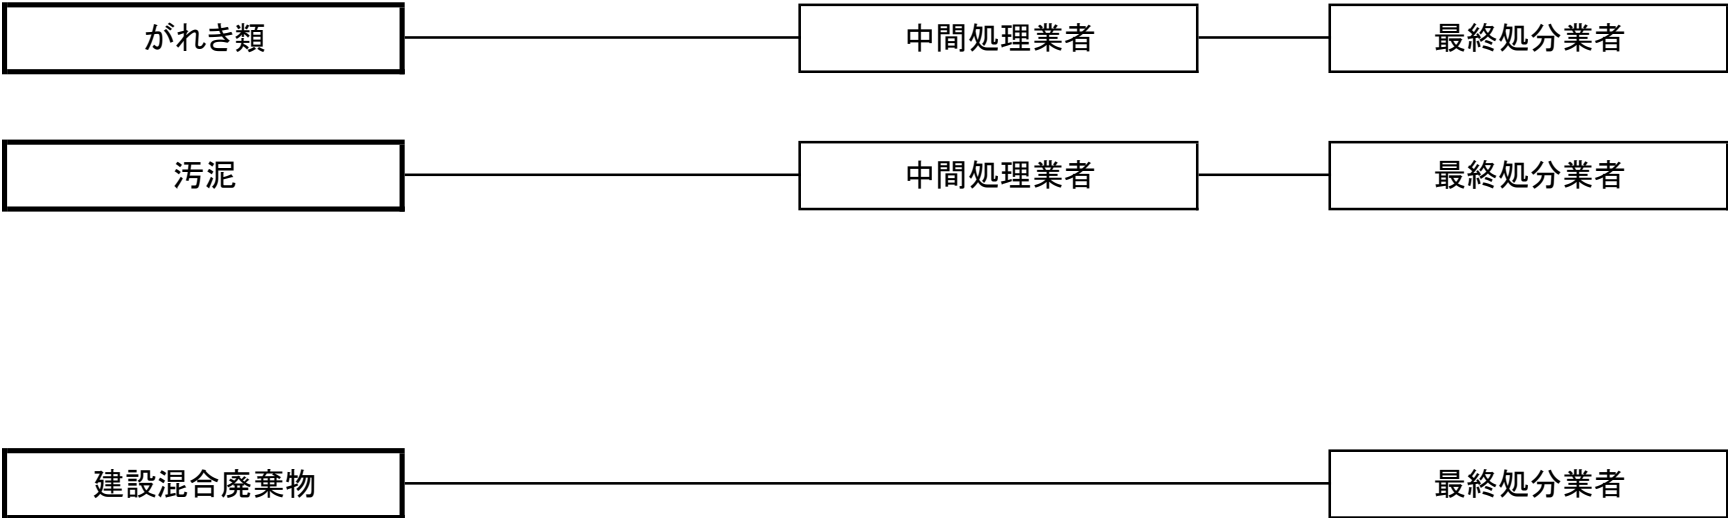 がれき類
中間処理業者
最終処分業者
汚泥
中間処理業者
最終処分業者
建設混合廃棄物
最終処分業者